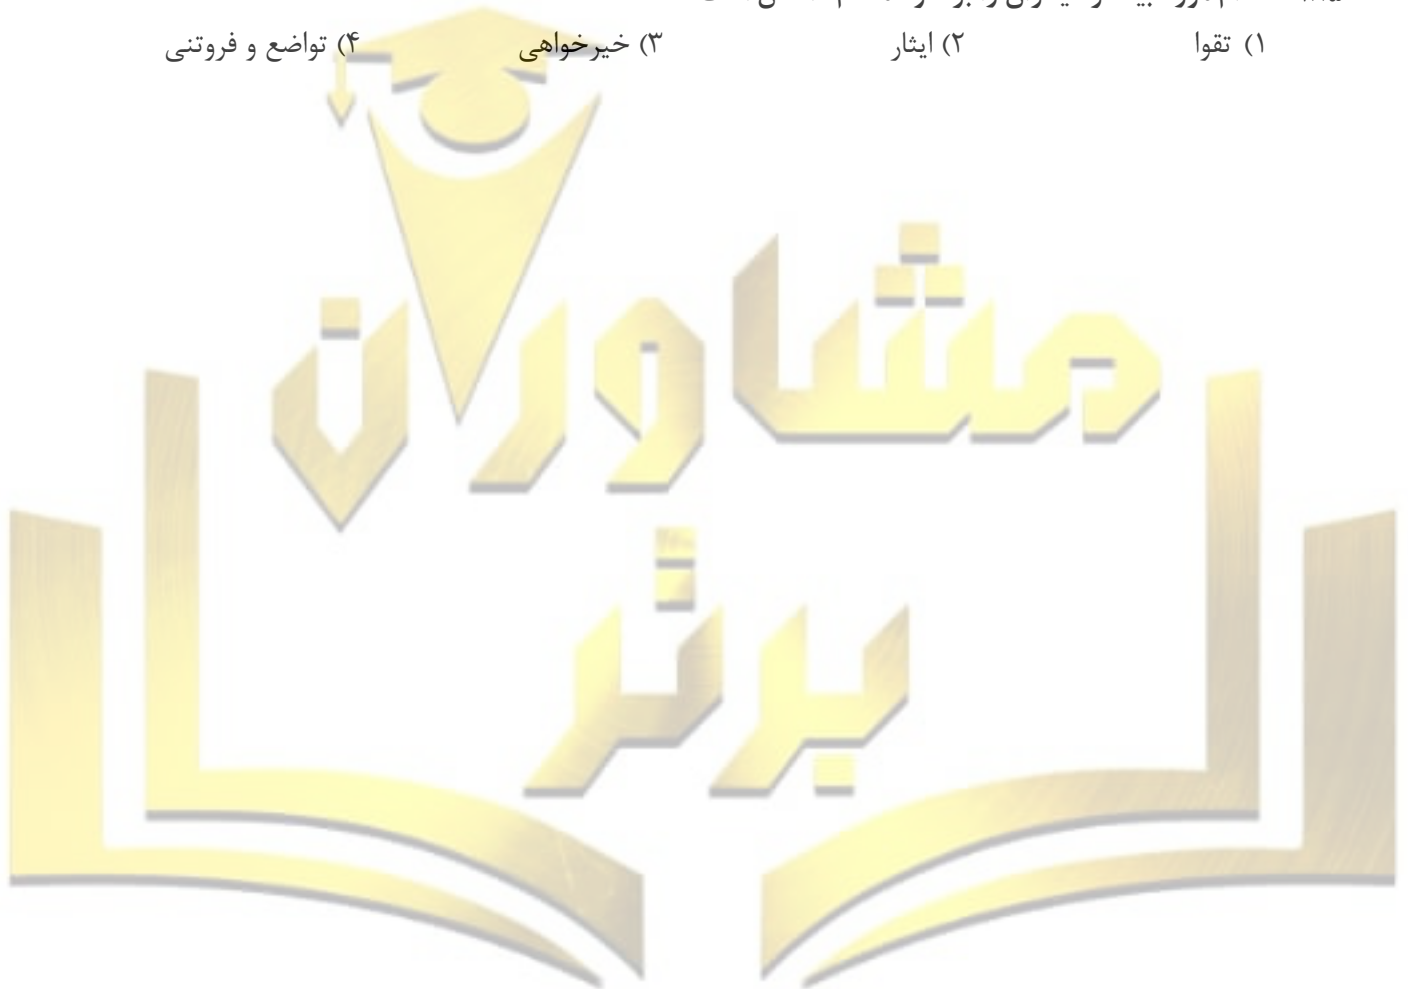 ۱) تقوا ۲) ایثار ۳) خیرخواهی ۴) تواضع و فروتنی
مشاوران
برتر